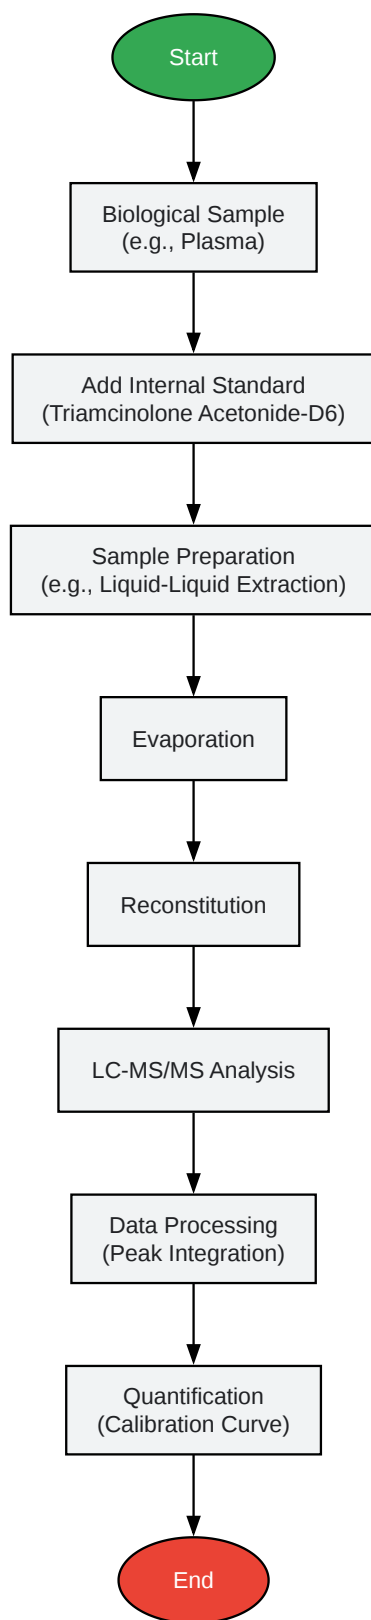 Start
Biological Sample
(e.g., Plasma)
Add Internal Standard
(Triamcinolone Acetonide-D6)
Sample Preparation
(e.g., Liquid-Liquid Extraction)
Evaporation
Reconstitution
LC-MS/MS Analysis
Data Processing
(Peak Integration)
Quantification
(Calibration Curve)
End